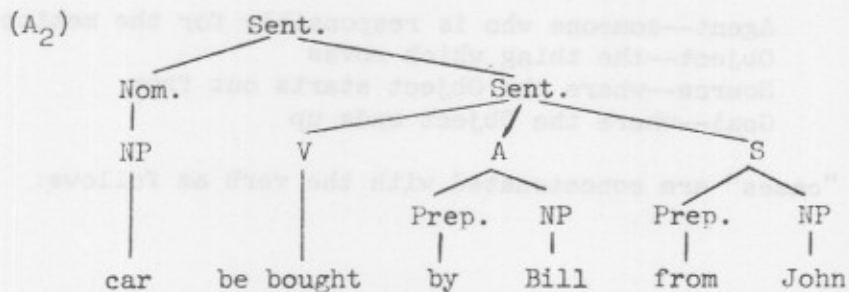 (A2) Sent.
Nom. Sent.
NP V A S
Prep. NP Prep. NP
car be bought by Bill from John